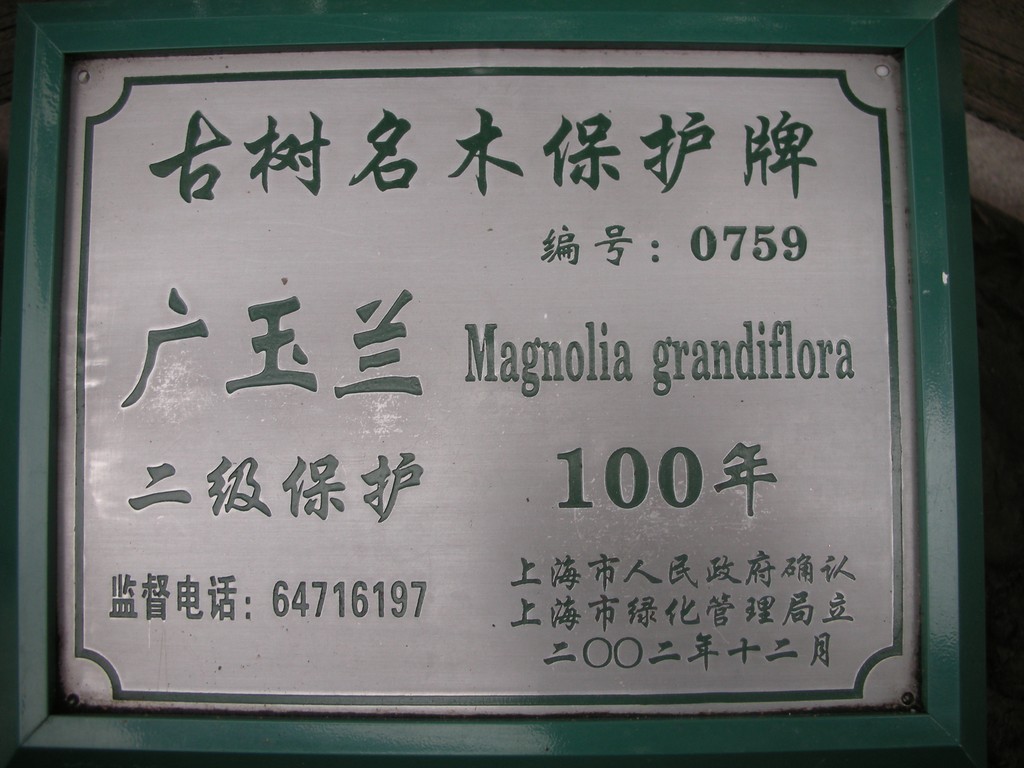 古树名木保护牌
编号：0759
广玉兰 Magnolia grandiflora
二级保护 100年
监督电话：64716197
上海市人民政府确认
上海市绿化管理局立
二〇〇二年十二月